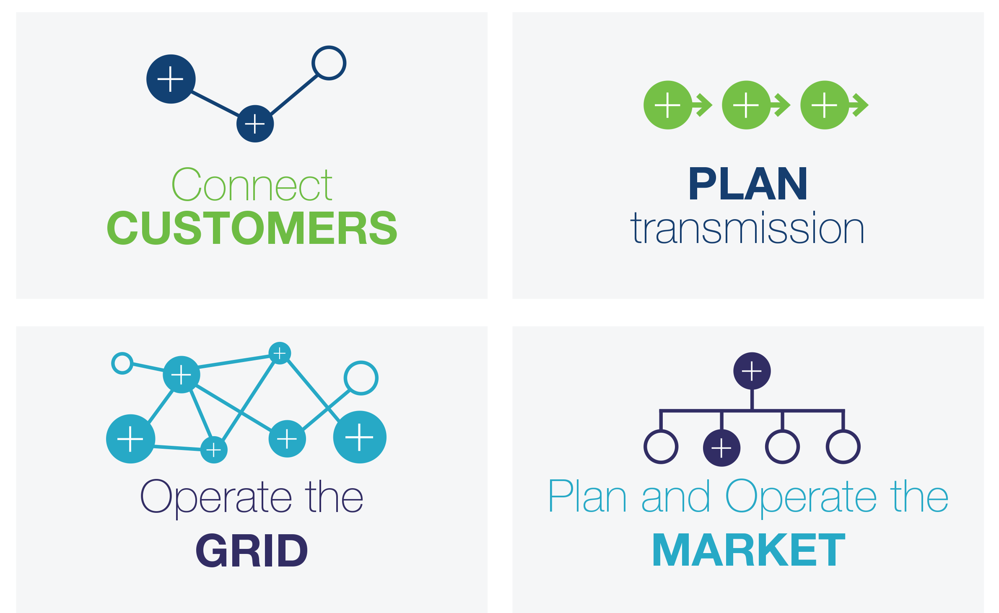 Connect
CUSTOMERS
PLAN
transmission
Operate the
GRID
Plan and Operate the
MARKET